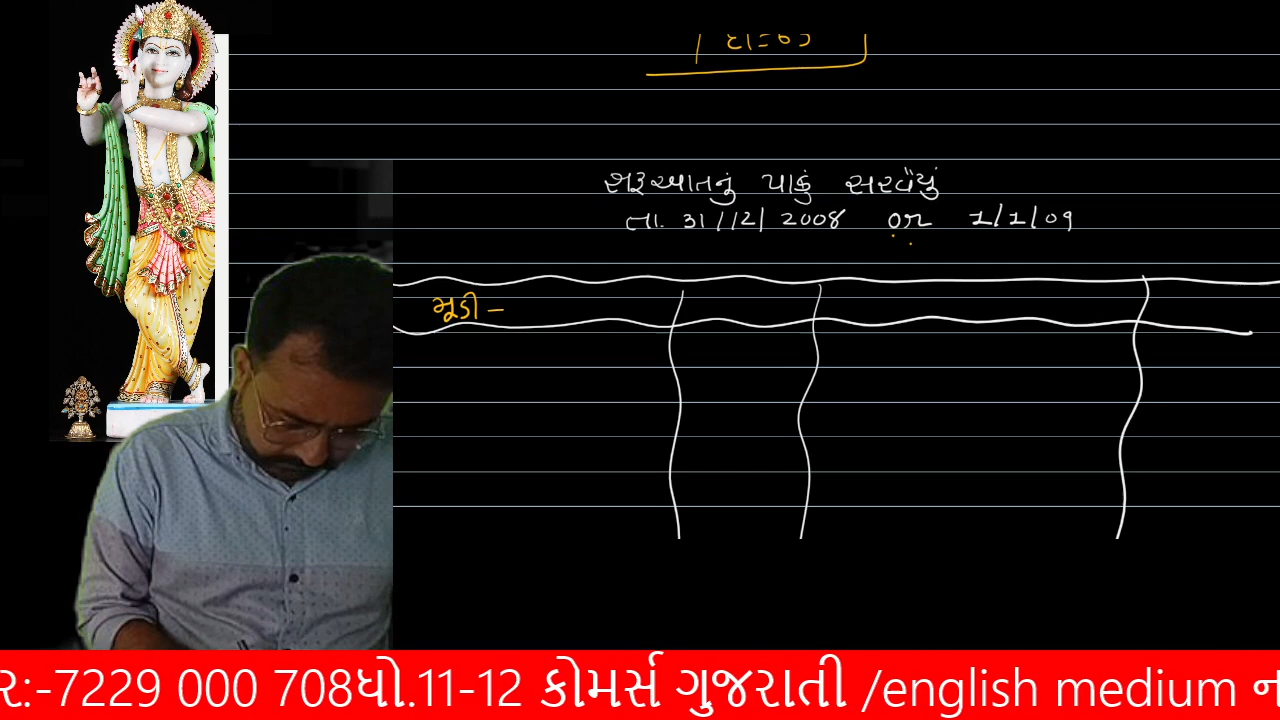 શરૂઆતનું પાકું સરવૈયું
તા. 31/12/2008 or 1/1/09
મૂડી –
ર:-7229 000 708ધો.11-12 કોમર્સ ગુજરાતી /english medium ન